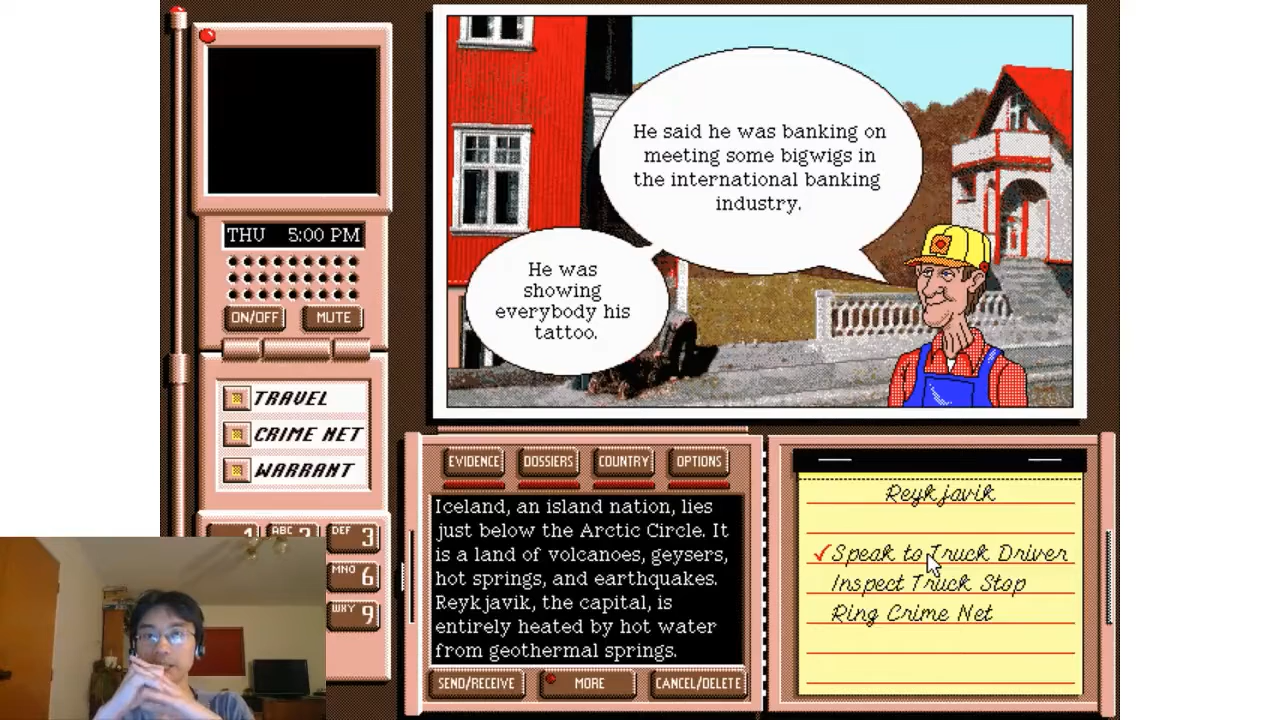 He said he was banking on
meeting some bigwigs in
the international banking
industry.
He was
showing
everybody his
tattoo.
THU 5:00 PM
ON/OFF MUTE
TRAVEL
CRIME NET
WARRANT
1 ABC 2 DEF 3
MNO 6
WXY 9
EVIDENCE DOSSIERS COUNTRY OPTIONS
Iceland, an island nation, lies
just below the Arctic Circle. It
is a land of volcanoes, geysers,
hot springs, and earthquakes.
Reykjavik, the capital, is
entirely heated by hot water
from geothermal springs.
SEND/RECEIVE MORE CANCEL/DELETE
Reykjavik
✓Speak to Truck Driver
Inspect Truck Stop
Ring Crime Net